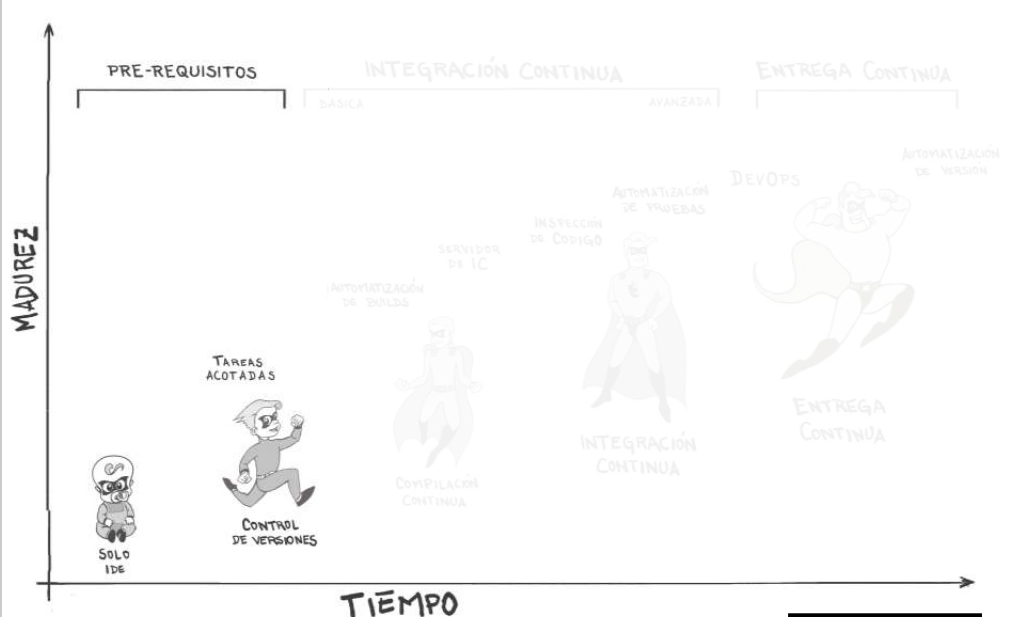 PRE-REQUISITOS
INTEGRACIÓN CONTINUA
ENTREGA CONTINUA
BÁSICA
AVANZADA
AUTOMATIZACIÓN
DE VERSIÓN
DEVOPS
AUTOMATIZACIÓN
DE PRUEBAS
INSPECCIÓN
DE CODIGO
SERVIDOR
DE IC
AUTOMATIZACIÓN
DE BUILDS
MADUREZ
TAREAS
ACOTADAS
ENTREGA
CONTINUA
INTEGRACIÓN
CONTINUA
COMPILACIÓN
CONTINUA
CONTROL
DE VERSIONES
SOLO
IDE
TIEMPO